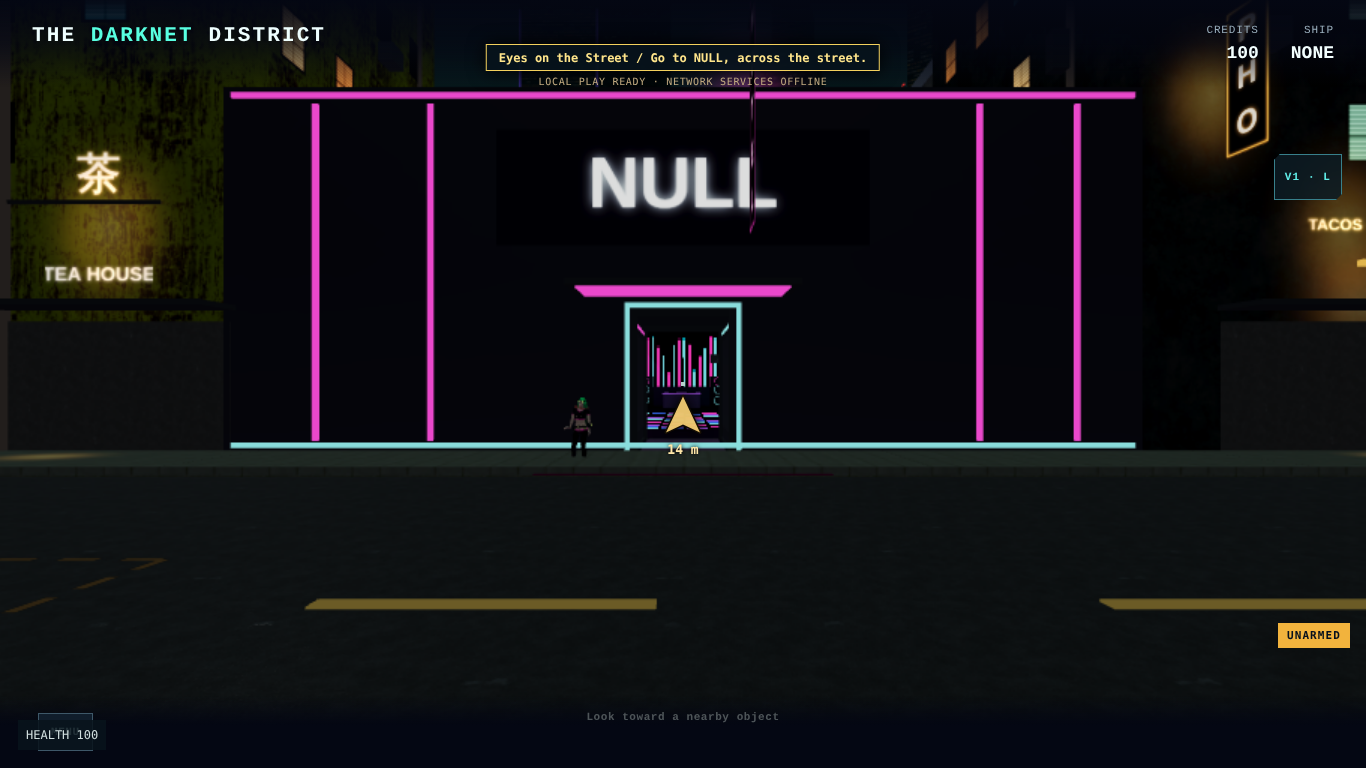 THE DARKNET DISTRICT
CREDITS
100
SHIP
NONE
Eyes on the Street / Go to NULL, across the street.
LOCAL PLAY READY · NETWORK SERVICES OFFLINE
H
O
NULL
茶
TEA HOUSE
V1 · L
TACOS
14 m
UNARMED
Look toward a nearby object
HEALTH 100